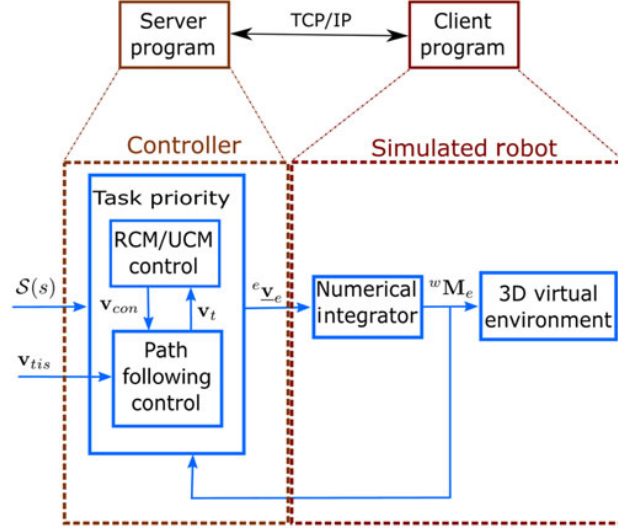 Server
program
TCP/IP
Client
program
Controller
Simulated robot
Task priority
RCM/UCM
control
S(s)
v_con
v_t
^e v_e
Numerical
integrator
^w M_e
3D virtual
environment
v_tis
Path
following
control